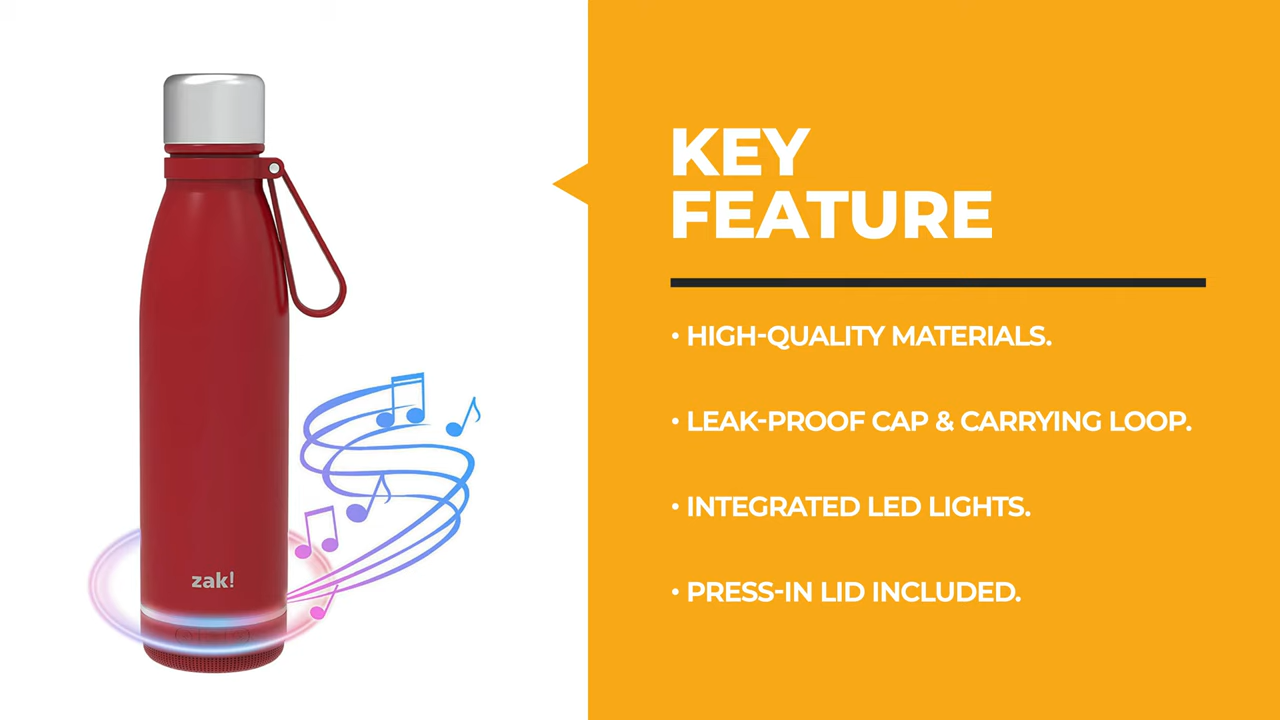 KEY
FEATURE
• HIGH-QUALITY MATERIALS.
• LEAK-PROOF CAP & CARRYING LOOP.
• INTEGRATED LED LIGHTS.
• PRESS-IN LID INCLUDED.
zak!